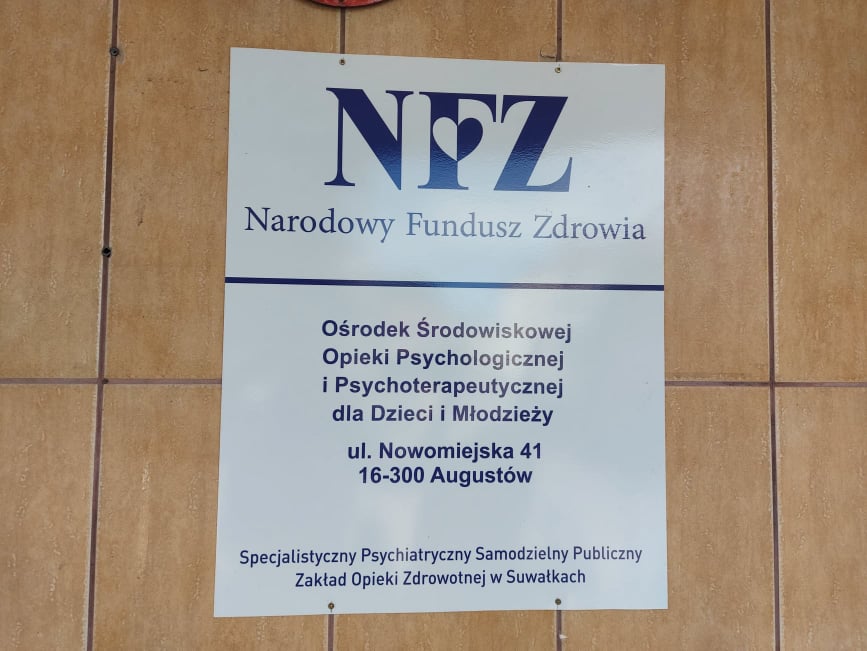 NFZ
Narodowy Fundusz Zdrowia
Ośrodek Środowiskowej
Opieki Psychologicznej
i Psychoterapeutycznej
dla Dzieci i Młodzieży
ul. Nowomiejska 41
16-300 Augustów
Specjalistyczny Psychiatryczny Samodzielny Publiczny
Zakład Opieki Zdrowotnej w Suwałkach